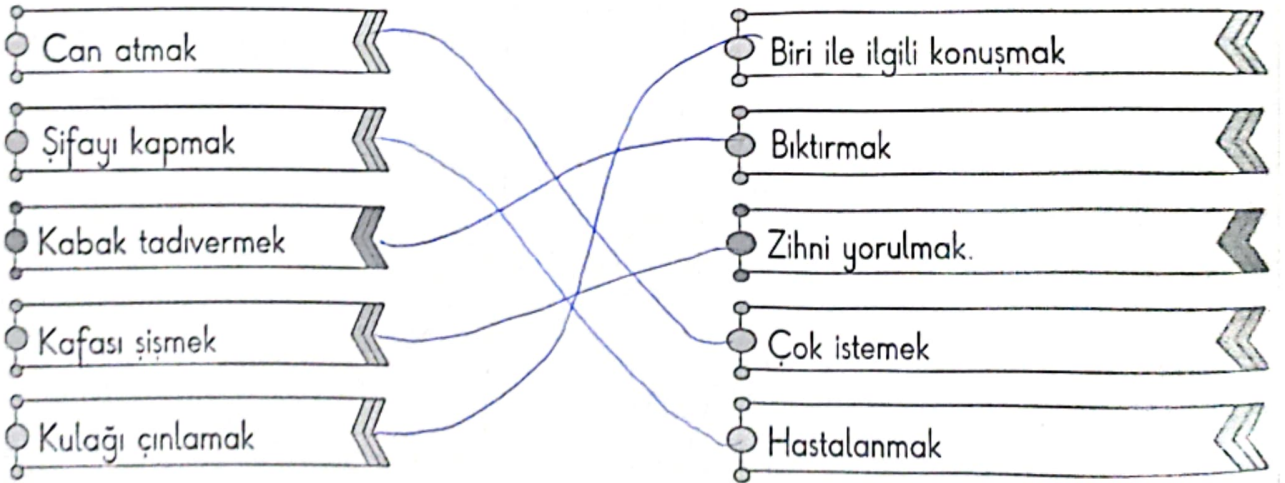 Can atmak
Şifayı kapmak
Kabak tadıvermek
Kafası şişmek
Kulağı çınlamak
Biri ile ilgili konuşmak
Bıktırmak
Zihni yorulmak.
Çok istemek
Hastalanmak